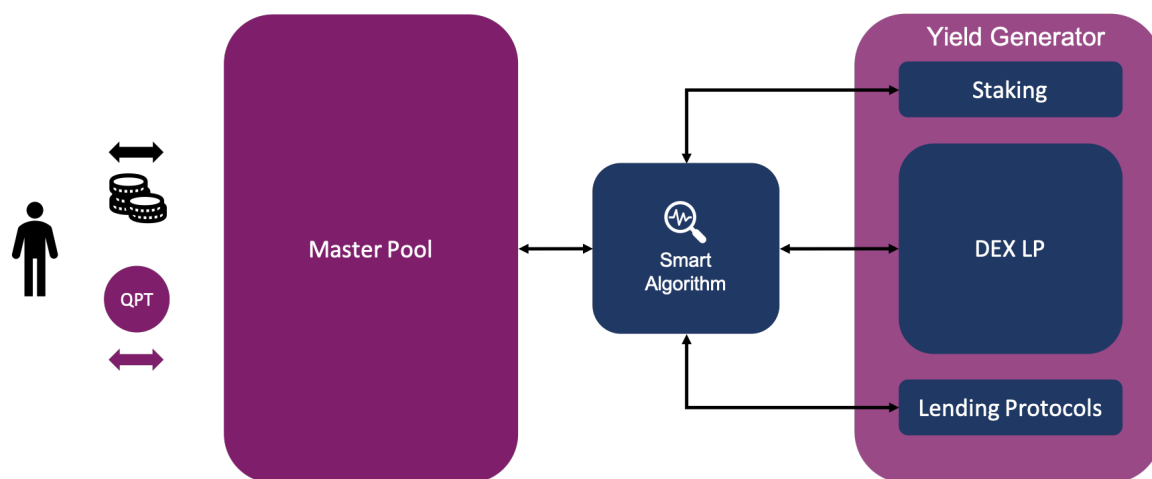 Yield Generator
Staking
QPT
Master Pool
Smart
Algorithm
DEX LP
Lending Protocols